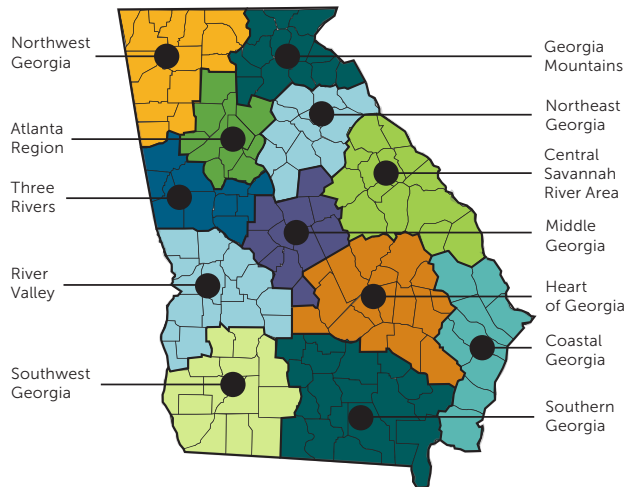 Northwest
Georgia
Atlanta
Region
Three
Rivers
River
Valley
Southwest
Georgia
Georgia
Mountains
Northeast
Georgia
Central
Savannah
River Area
Middle
Georgia
Heart
of Georgia
Coastal
Georgia
Southern
Georgia